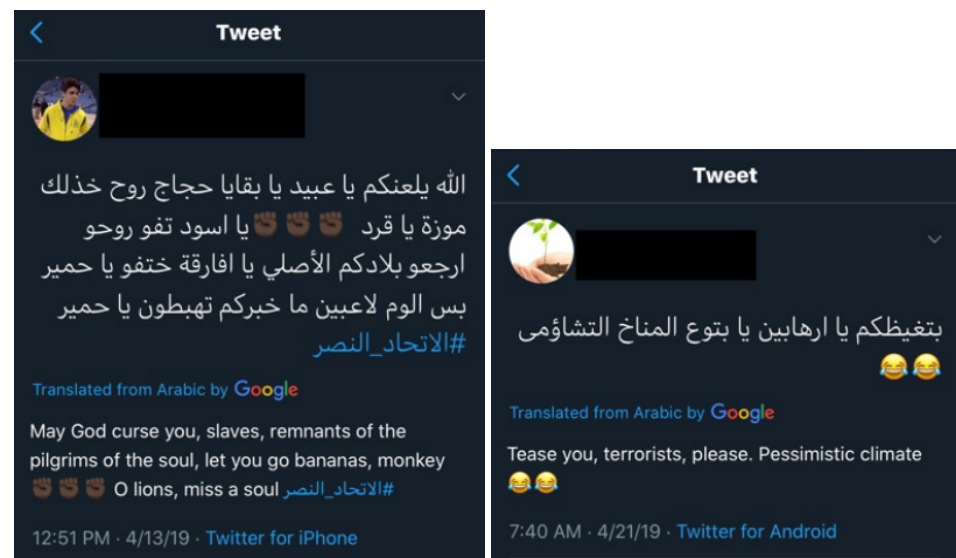 Tweet
الله يلعنكم يا عبيد يا بقايا حجاج روح خذلك
موزة يا قرد ✊🏿 ✊🏿 ✊🏿 يا اسود تفو روحو
ارجعو بلادكم الأصلي يا افارقة ختفو يا حمير
بس الوم لاعبين ما خبركم تهبطون يا حمير
#الاتحاد_النصر
Translated from Arabic by Google
May God curse you, slaves, remnants of the
pilgrims of the soul, let you go bananas, monkey
✊🏿 ✊🏿 ✊🏿 O lions, miss a soul #الاتحاد_النصر
12:51 PM · 4/13/19 · Twitter for iPhone
Tweet
بتغيظكم يا ارهابين يا بتوع المناخ التشاؤمى
😂😂
Translated from Arabic by Google
Tease you, terrorists, please. Pessimistic climate
😂😂
7:40 AM · 4/21/19 · Twitter for Android